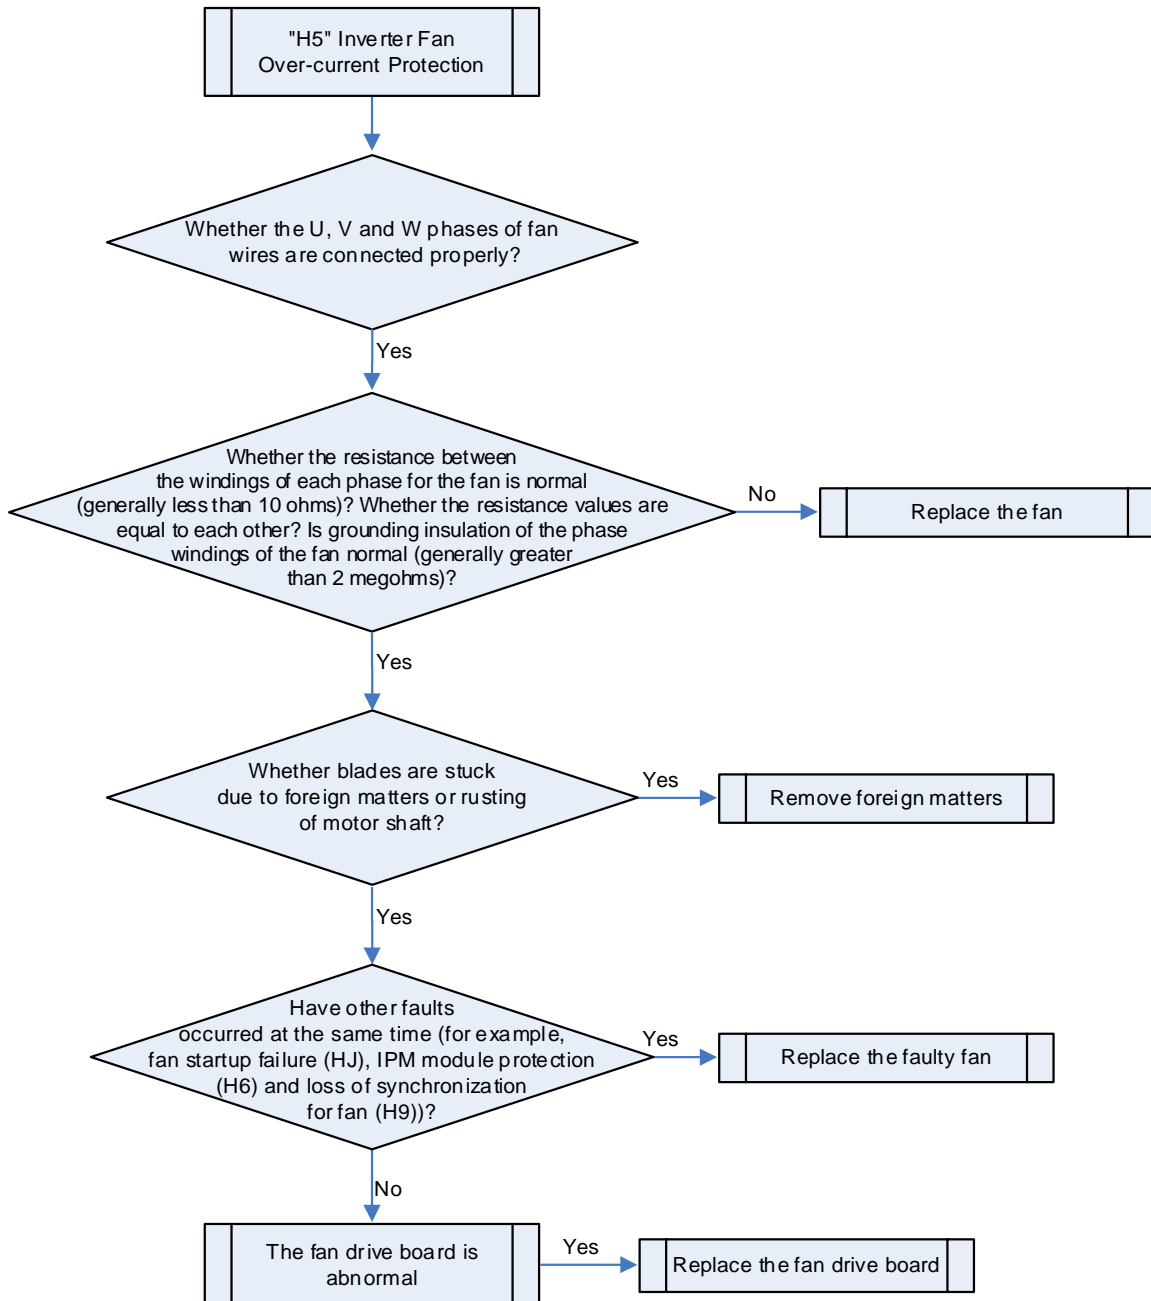 "H5" Inverter Fan
Over-current Protection
Whether the U, V and W phases of fan
wires are connected properly?
Yes
Whether the resistance between
the windings of each phase for the fan is normal
(generally less than 10 ohms)? Whether the resistance values are
equal to each other? Is grounding insulation of the phase
windings of the fan normal (generally greater
than 2 megohms)?
No
Replace the fan
Yes
Whether blades are stuck
due to foreign matters or rusting
of motor shaft?
Yes
Remove foreign matters
Yes
Have other faults
occurred at the same time (for example,
fan startup failure (HJ), IPM module protection
(H6) and loss of synchronization
for fan (H9))?
Yes
Replace the faulty fan
No
The fan drive board is
abnormal
Yes
Replace the fan drive board